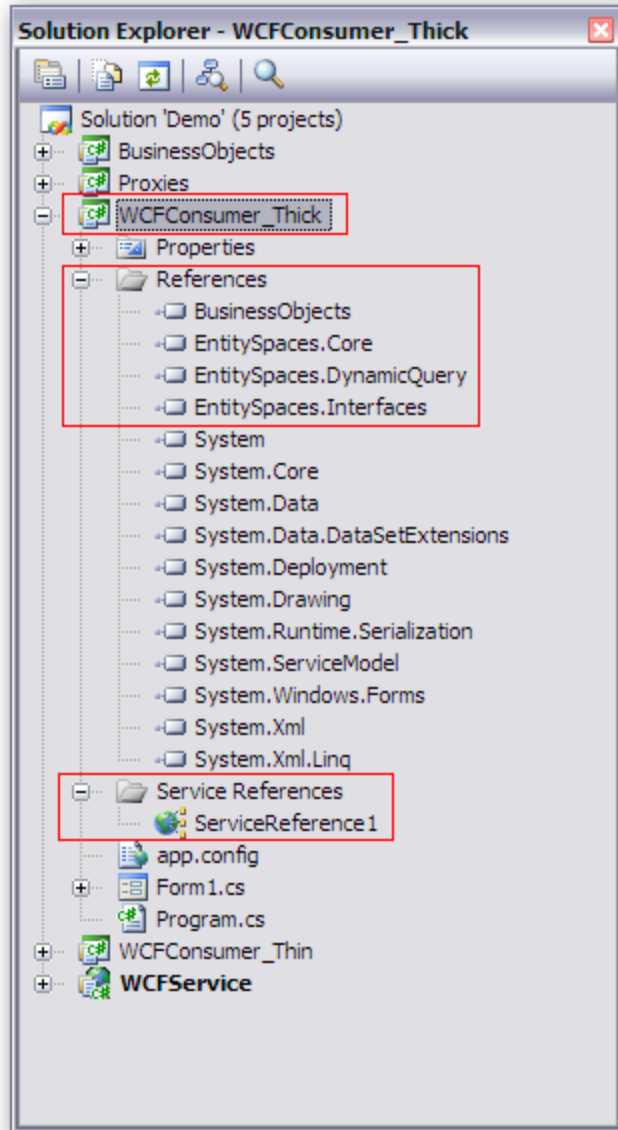 Solution Explorer - WCFConsumer_Thick
Solution 'Demo' (5 projects)
BusinessObjects
Proxies
WCFConsumer_Thick
Properties
References
BusinessObjects
EntitySpaces.Core
EntitySpaces.DynamicQuery
EntitySpaces.Interfaces
System
System.Core
System.Data
System.Data.DataSetExtensions
System.Deployment
System.Drawing
System.Runtime.Serialization
System.ServiceModel
System.Windows.Forms
System.Xml
System.Xml.Linq
Service References
ServiceReference1
app.config
Form1.cs
Program.cs
WCFConsumer_Thin
WCFService